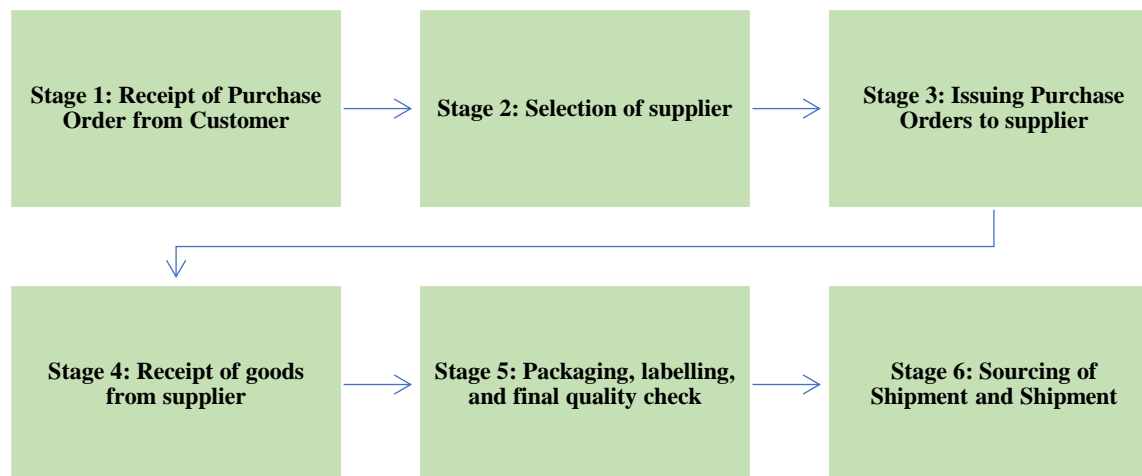 Stage 1: Receipt of Purchase
Order from Customer
Stage 2: Selection of supplier
Stage 3: Issuing Purchase
Orders to supplier
Stage 4: Receipt of goods
from supplier
Stage 5: Packaging, labelling,
and final quality check
Stage 6: Sourcing of
Shipment and Shipment